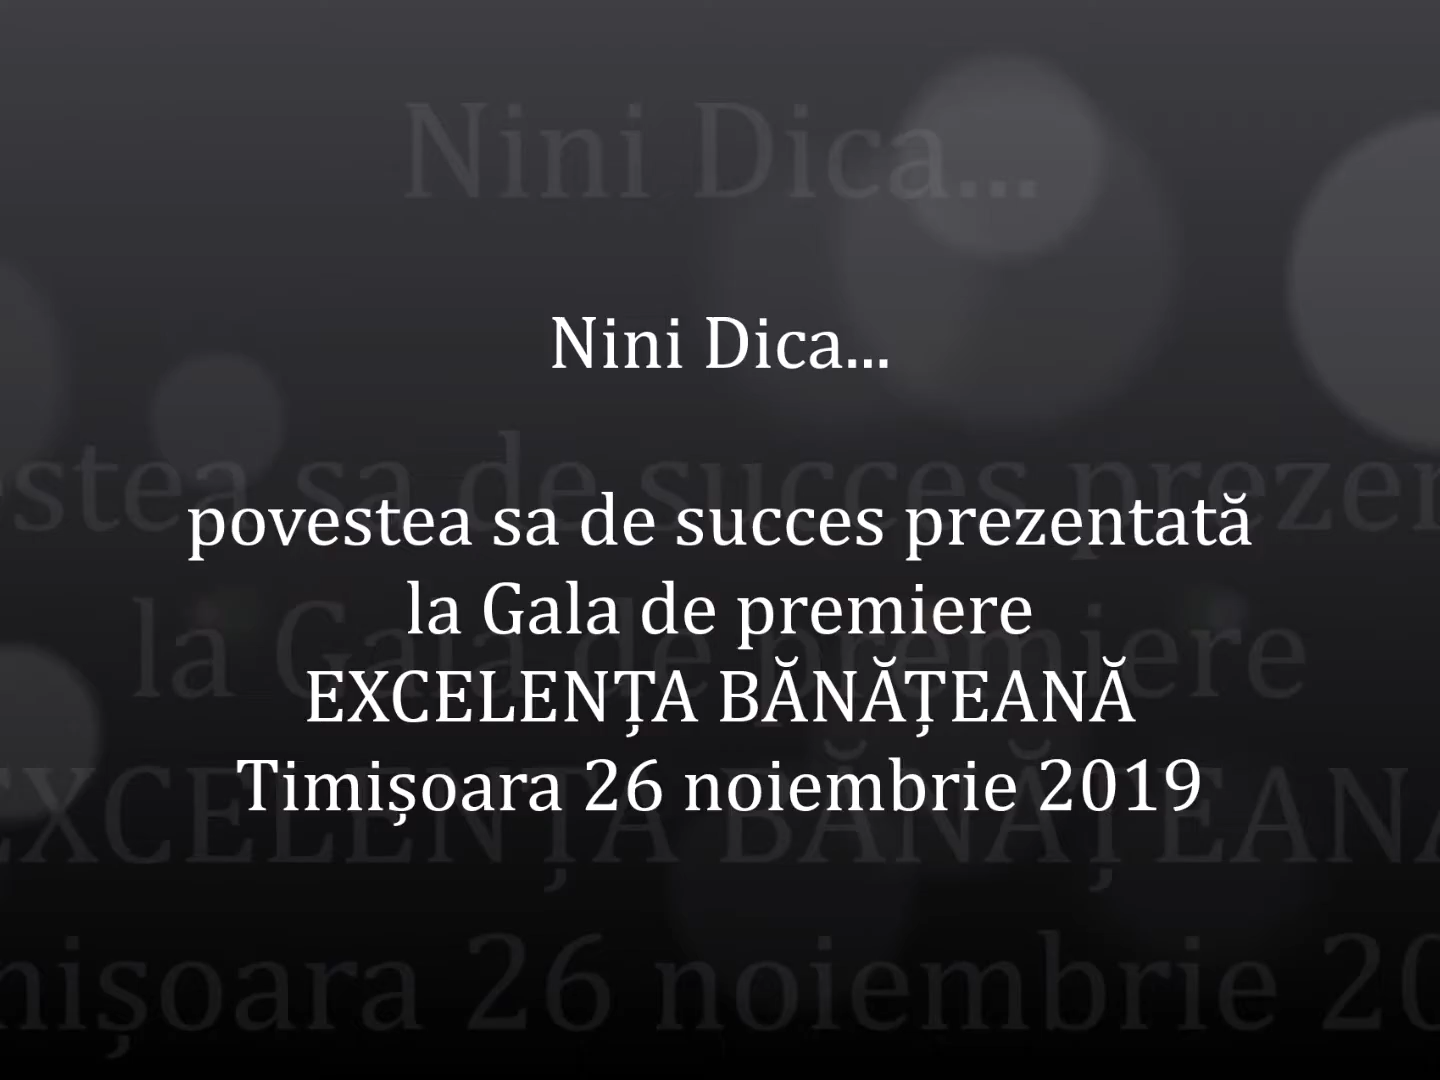 Nini Dica...
povestea sa de succes prezentată
la Gala de premiere
EXCELENȚA BĂNĂȚEANĂ
Timișoara 26 noiembrie 2019